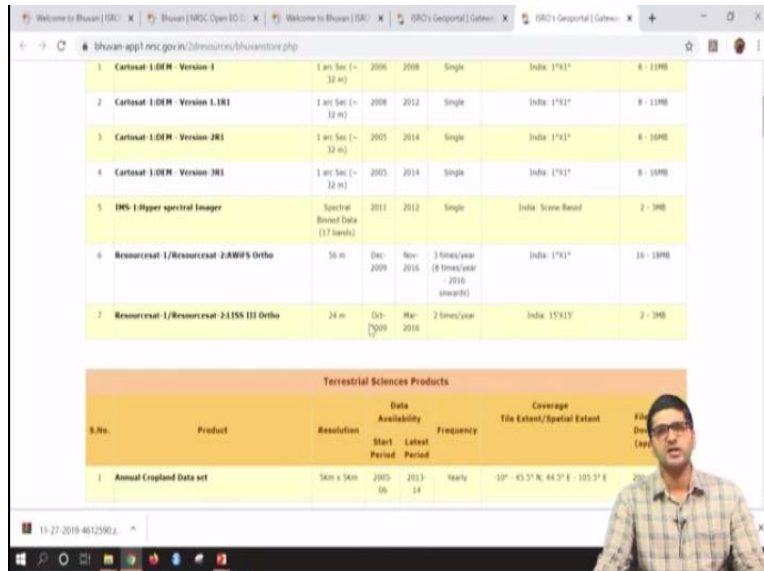 Welcome to Bhuvan | ISRO Bhuvan | NRSC Open EO Welcome to Bhuvan | ISRO ISRO's Geoportal | Gateway ISRO's Geoportal | Gateway
bhuvan-app1.nrsc.gov.in/2dresources/bhuvanstore.php
1 Cartosat-1:DEM - Version-1 1 arc Sec (~ 32 m) 2006 2008 Single India: 1°X1° 8 - 11MB
2 Cartosat-1:DEM - Version 1.1R1 1 arc Sec (~ 32 m) 2008 2012 Single India: 1°X1° 8 - 11MB
3 Cartosat-1:DEM - Version-2R1 1 arc Sec (~ 32 m) 2005 2014 Single India: 1°X1° 8 - 16MB
4 Cartosat-1:DEM - Version-3R1 1 arc Sec (~ 32 m) 2005 2014 Single India: 1°X1° 8 - 16MB
5 IMS-1:Hyper spectral Imager Spectral Binned Data (17 bands) 2011 2012 Single India: Scene Based 2 - 3MB
6 Resourcesat-1/Resourcesat-2:AWiFS Ortho 56 m Dec-2009 Nov-2016 3 times/year (8 times/year - 2016 onwards) India: 1°X1° 16 - 18MB
7 Resourcesat-1/Resourcesat-2:LISS III Ortho 24 m Oct-2009 Mar-2016 2 times/year India: 15'X15' 2 - 3MB
Terrestrial Sciences Products
S.No. Product Resolution Data Availability Start Period Latest Period Frequency Coverage Tile Extent/Spatial Extent
1 Annual Cropland Data set 5Km x 5Km 2005-06 2013-14 Yearly -10° - 45.5° N; 44.5° E - 105.5° E
11-27-2019-4612590